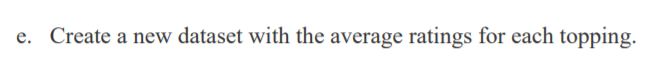 e. Create a new dataset with the average ratings for each topping.